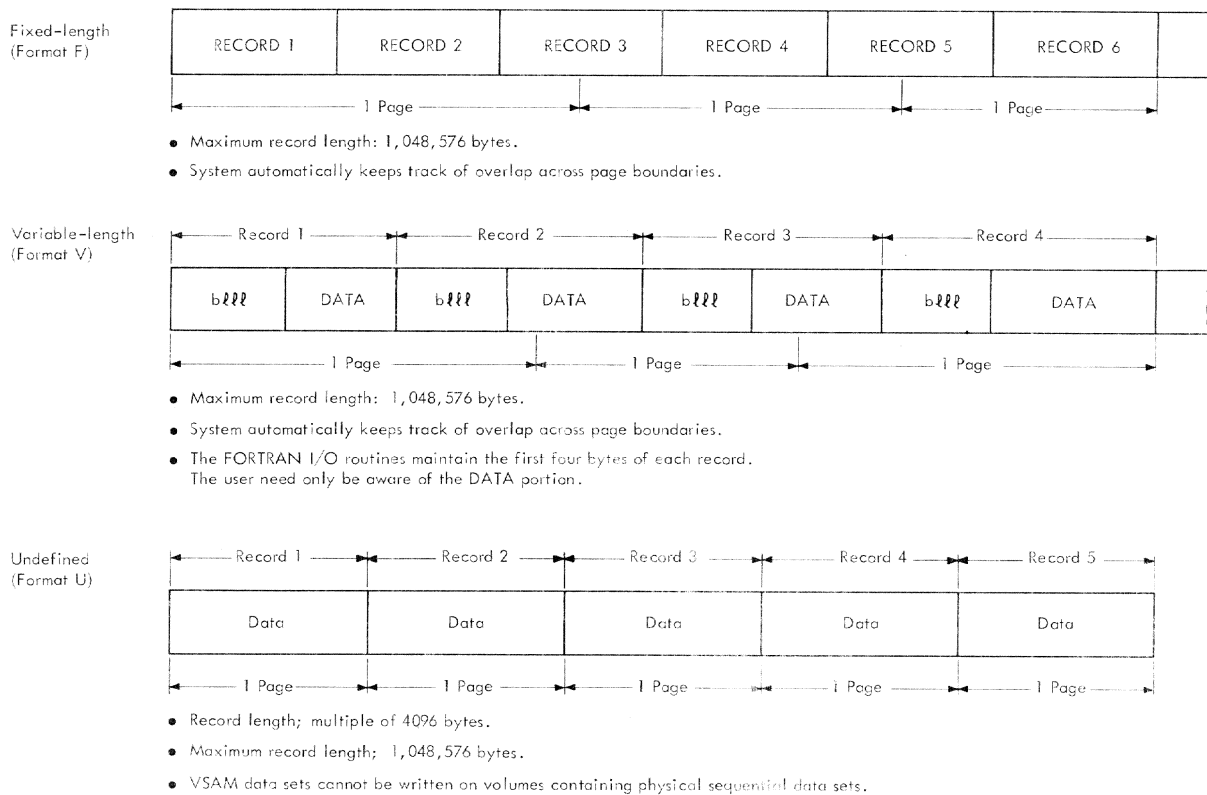 Fixed-length
(Format F)
RECORD 1 RECORD 2 RECORD 3 RECORD 4 RECORD 5 RECORD 6
1 Page 1 Page 1 Page
• Maximum record length: 1,048,576 bytes.
• System automatically keeps track of overlap across page boundaries.
Variable-length
(Format V)
Record 1 Record 2 Record 3 Record 4
bℓℓℓ DATA bℓℓℓ DATA bℓℓℓ DATA bℓℓℓ DATA
1 Page 1 Page 1 Page
• Maximum record length: 1,048,576 bytes.
• System automatically keeps track of overlap across page boundaries.
• The FORTRAN I/O routines maintain the first four bytes of each record.
The user need only be aware of the DATA portion.
Undefined
(Format U)
Record 1 Record 2 Record 3 Record 4 Record 5
Data Data Data Data Data
1 Page 1 Page 1 Page 1 Page 1 Page
• Record length; multiple of 4096 bytes.
• Maximum record length; 1,048,576 bytes.
• VSAM data sets cannot be written on volumes containing physical sequential data sets.